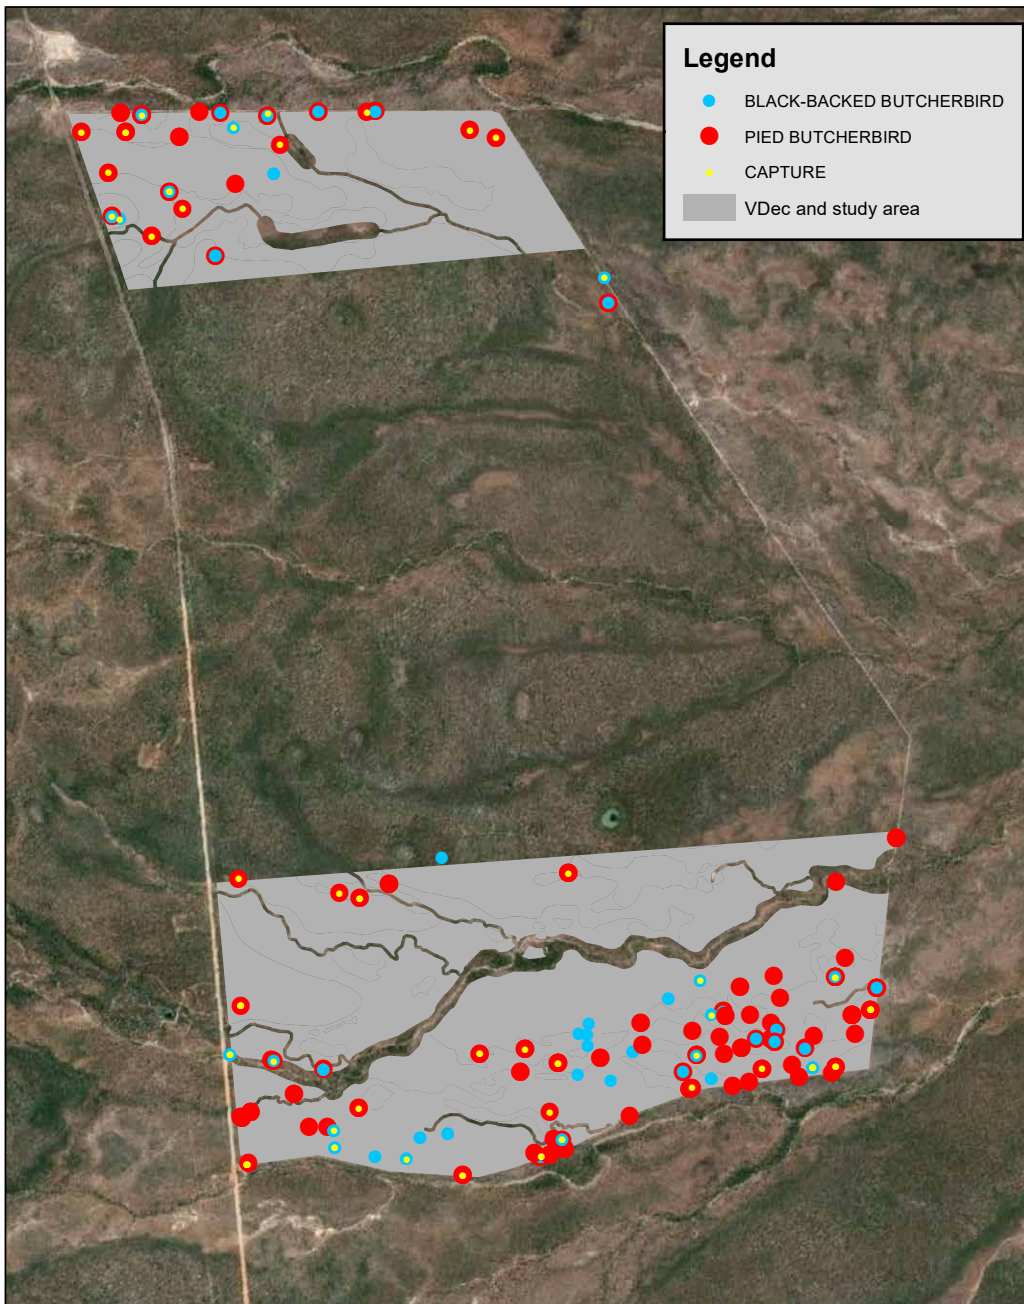 Legend
BLACK-BACKED BUTCHERBIRD
PIED BUTCHERBIRD
CAPTURE
VDec and study area